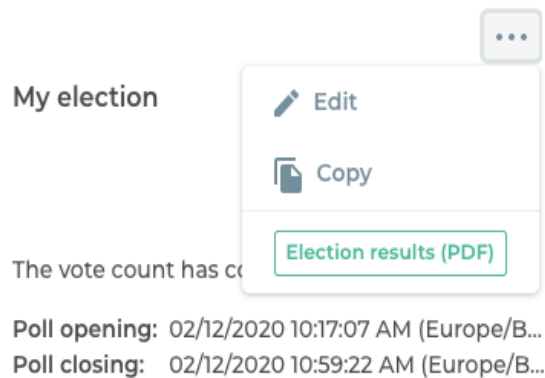 ...
My election
Edit
Copy
Election results (PDF)
The vote count has
Poll opening: 02/12/2020 10:17:07 AM (Europe/B...
Poll closing: 02/12/2020 10:59:22 AM (Europe/B...